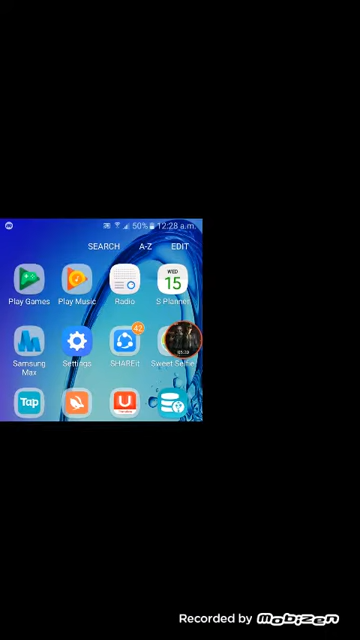 50% 12:28 a.m.
SEARCH A-Z EDIT
Play Games Play Music Radio WED 15 S Planner
42
Samsung Max Settings SHAREit Sweet Selfie
Tap U
Recorded by mobizen